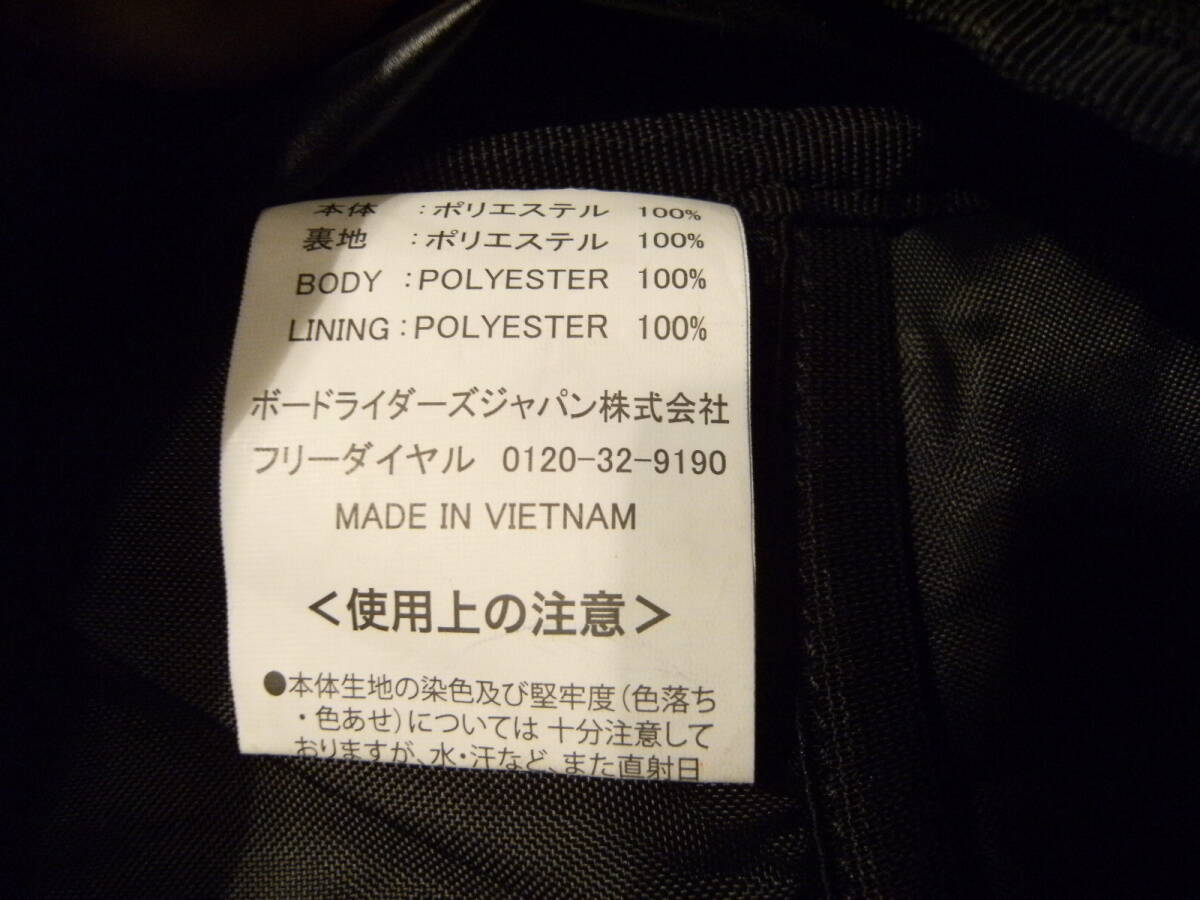 本体 :ポリエステル 100%
裏地 :ポリエステル 100%
BODY :POLYESTER 100%
LINING:POLYESTER 100%
ボードライダーズジャパン株式会社
フリーダイヤル 0120-32-9190
MADE IN VIETNAM
<使用上の注意>
●本体生地の染色及び堅牢度(色落ち
・色あせ)については十分注意して
おりますが、水・汗など、また直射日